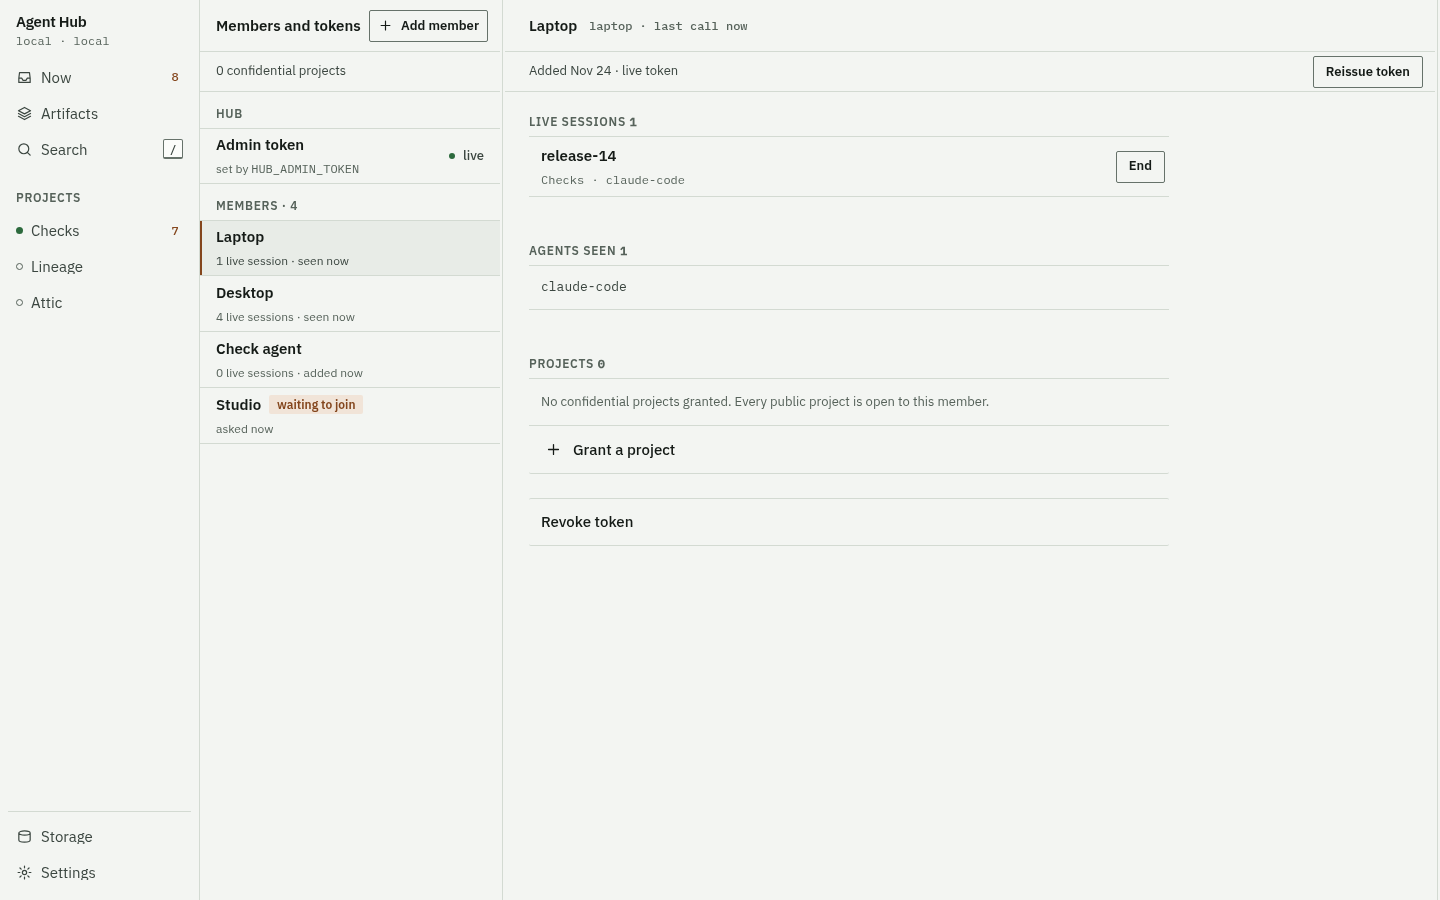 Agent Hub
local · local
Now 8
Artifacts
Search /
PROJECTS
Checks 7
Lineage
Attic
Storage
Settings
Members and tokens
Add member
0 confidential projects
HUB
Admin token
set by HUB_ADMIN_TOKEN
live
MEMBERS · 4
Laptop
1 live session · seen now
Desktop
4 live sessions · seen now
Check agent
0 live sessions · added now
Studio waiting to join
asked now
Laptop laptop · last call now
Added Nov 24 · live token
Reissue token
LIVE SESSIONS 1
release-14
Checks · claude-code
End
AGENTS SEEN 1
claude-code
PROJECTS 0
No confidential projects granted. Every public project is open to this member.
Grant a project
Revoke token